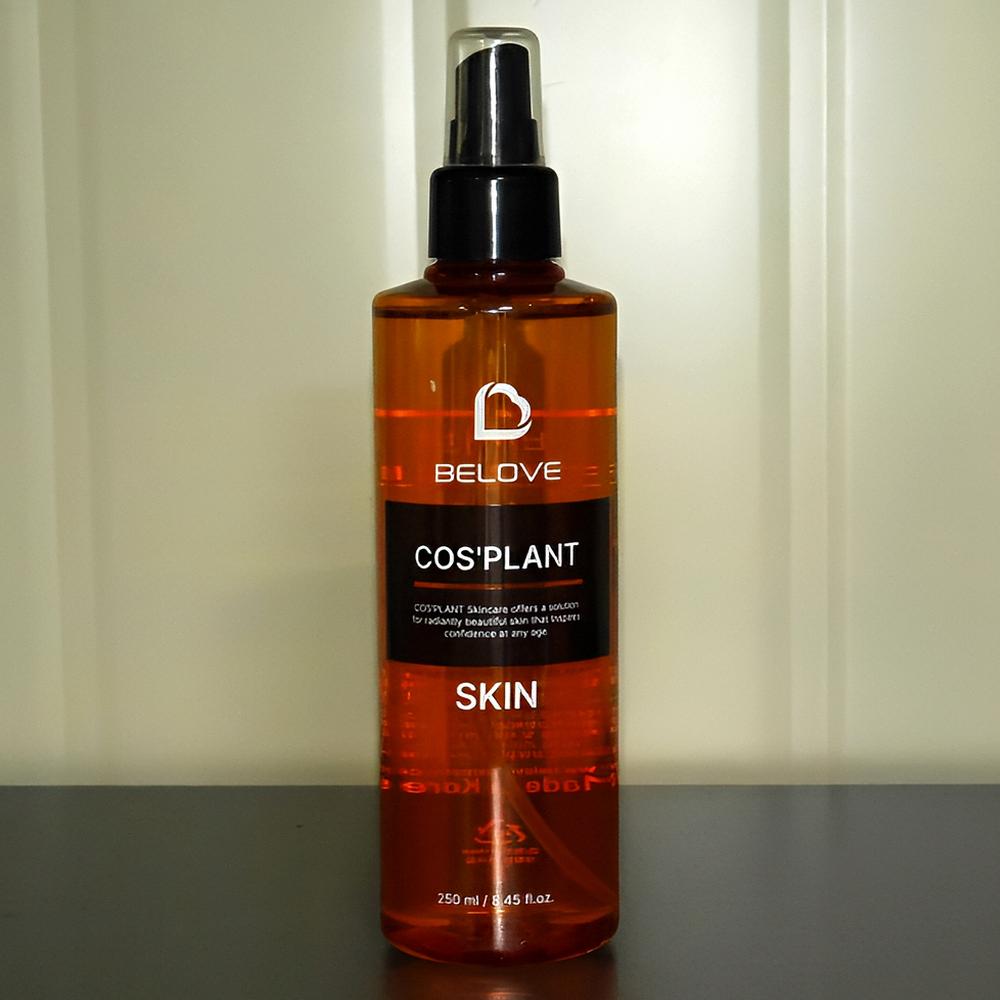 BELOVE
COS'PLANT
COS'PLANT Skincare offers a solution
for radiantly beautiful skin that inspires
confidence at any age
SKIN
250 ml / 8.45 fl.oz.